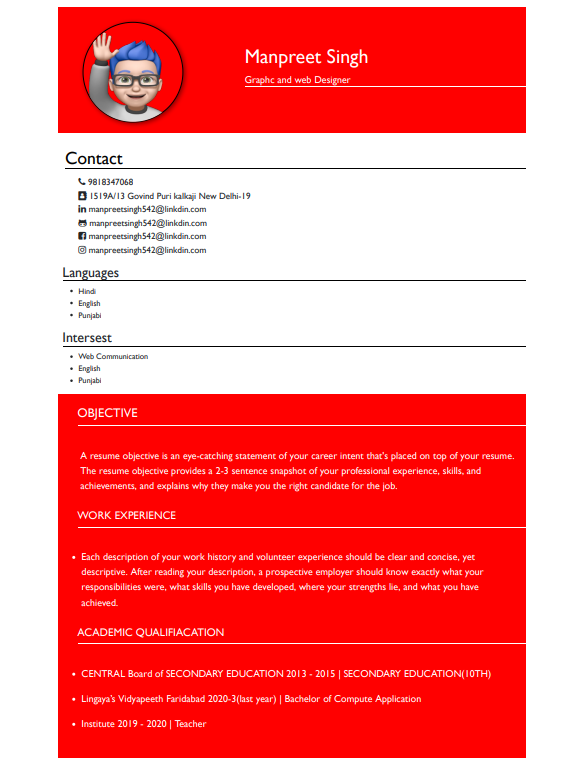 Manpreet Singh
Graphc and web Designer
Contact
9818347068
1519A/13 Govind Puri kalkaji New Delhi-19
manpreetsingh542@linkdin.com
manpreetsingh542@linkdin.com
manpreetsingh542@linkdin.com
manpreetsingh542@linkdin.com
Languages
• Hindi
• English
• Punjabi
Intersest
• Web Communication
• English
• Punjabi
OBJECTIVE
A resume objective is an eye-catching statement of your career intent that's placed on top of your resume.
The resume objective provides a 2-3 sentence snapshot of your professional experience, skills, and
achievements, and explains why they make you the right candidate for the job.
WORK EXPERIENCE
• Each description of your work history and volunteer experience should be clear and concise, yet
descriptive. After reading your description, a prospective employer should know exactly what your
responsibilities were, what skills you have developed, where your strengths lie, and what you have
achieved.
ACADEMIC QUALIFIACATION
• CENTRAL Board of SECONDARY EDUCATION 2013 - 2015 | SECONDARY EDUCATION(10TH)
• Lingaya's Vidyapeeth Faridabad 2020-3(last year) | Bachelor of Compute Application
• Institute 2019 - 2020 | Teacher